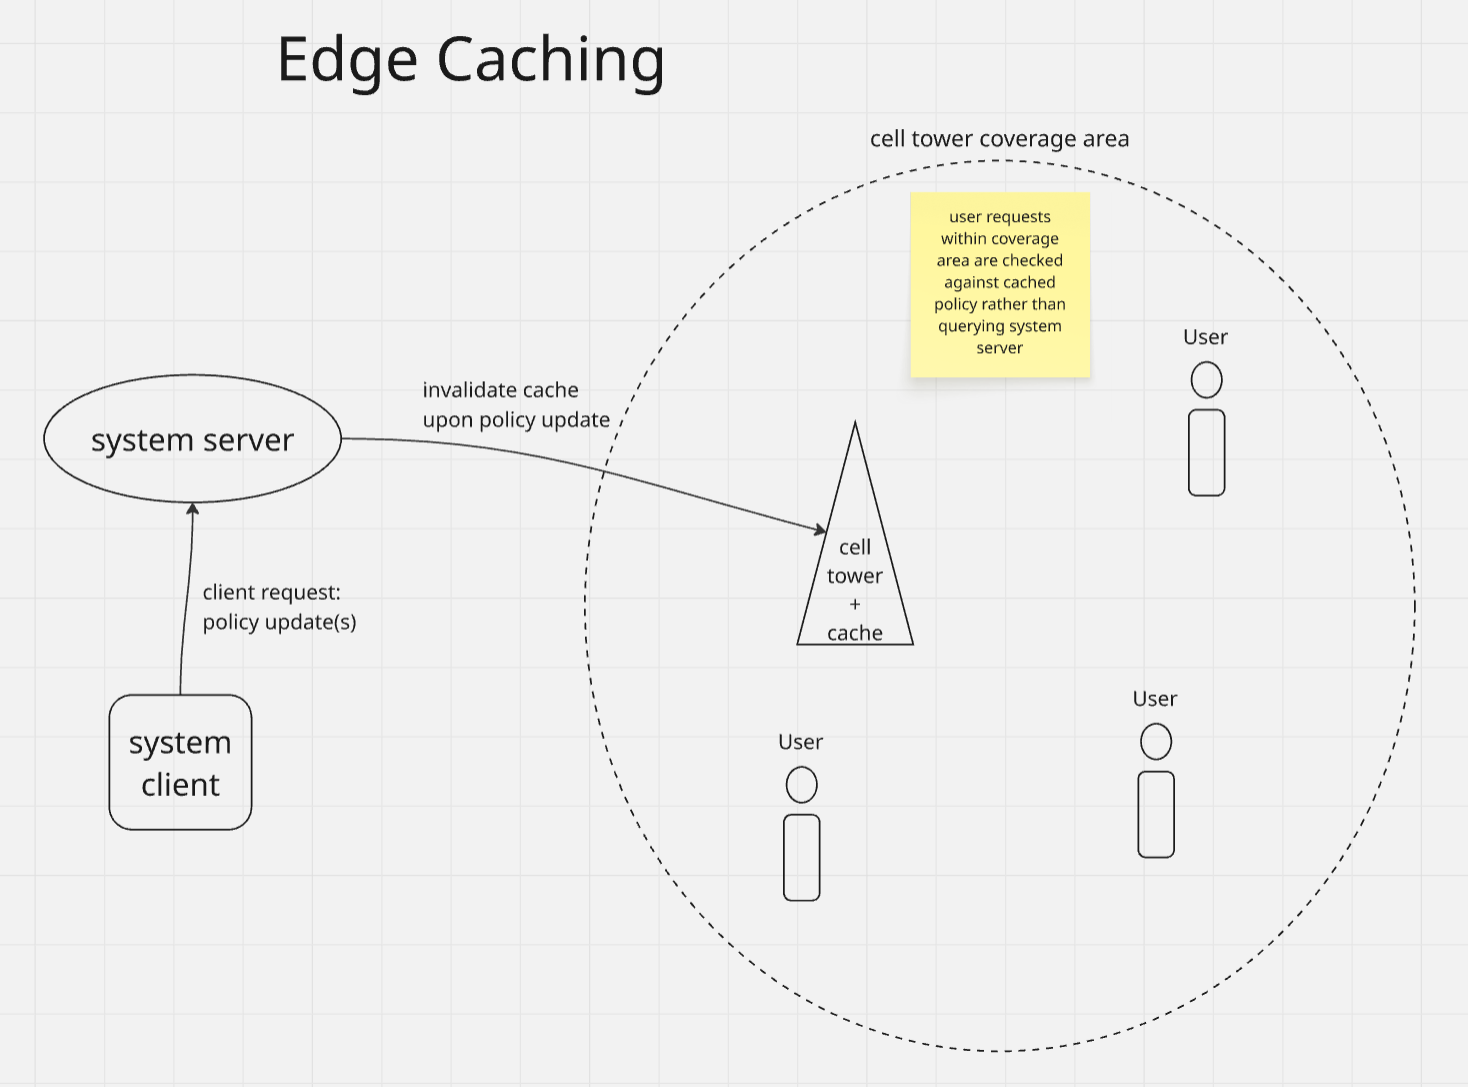 Edge Caching
cell tower coverage area
user requests
within coverage
area are checked
against cached
policy rather than
querying system
server
User
invalidate cache
upon policy update
system server
cell
tower
+
cache
client request:
policy update(s)
system
client
User
User